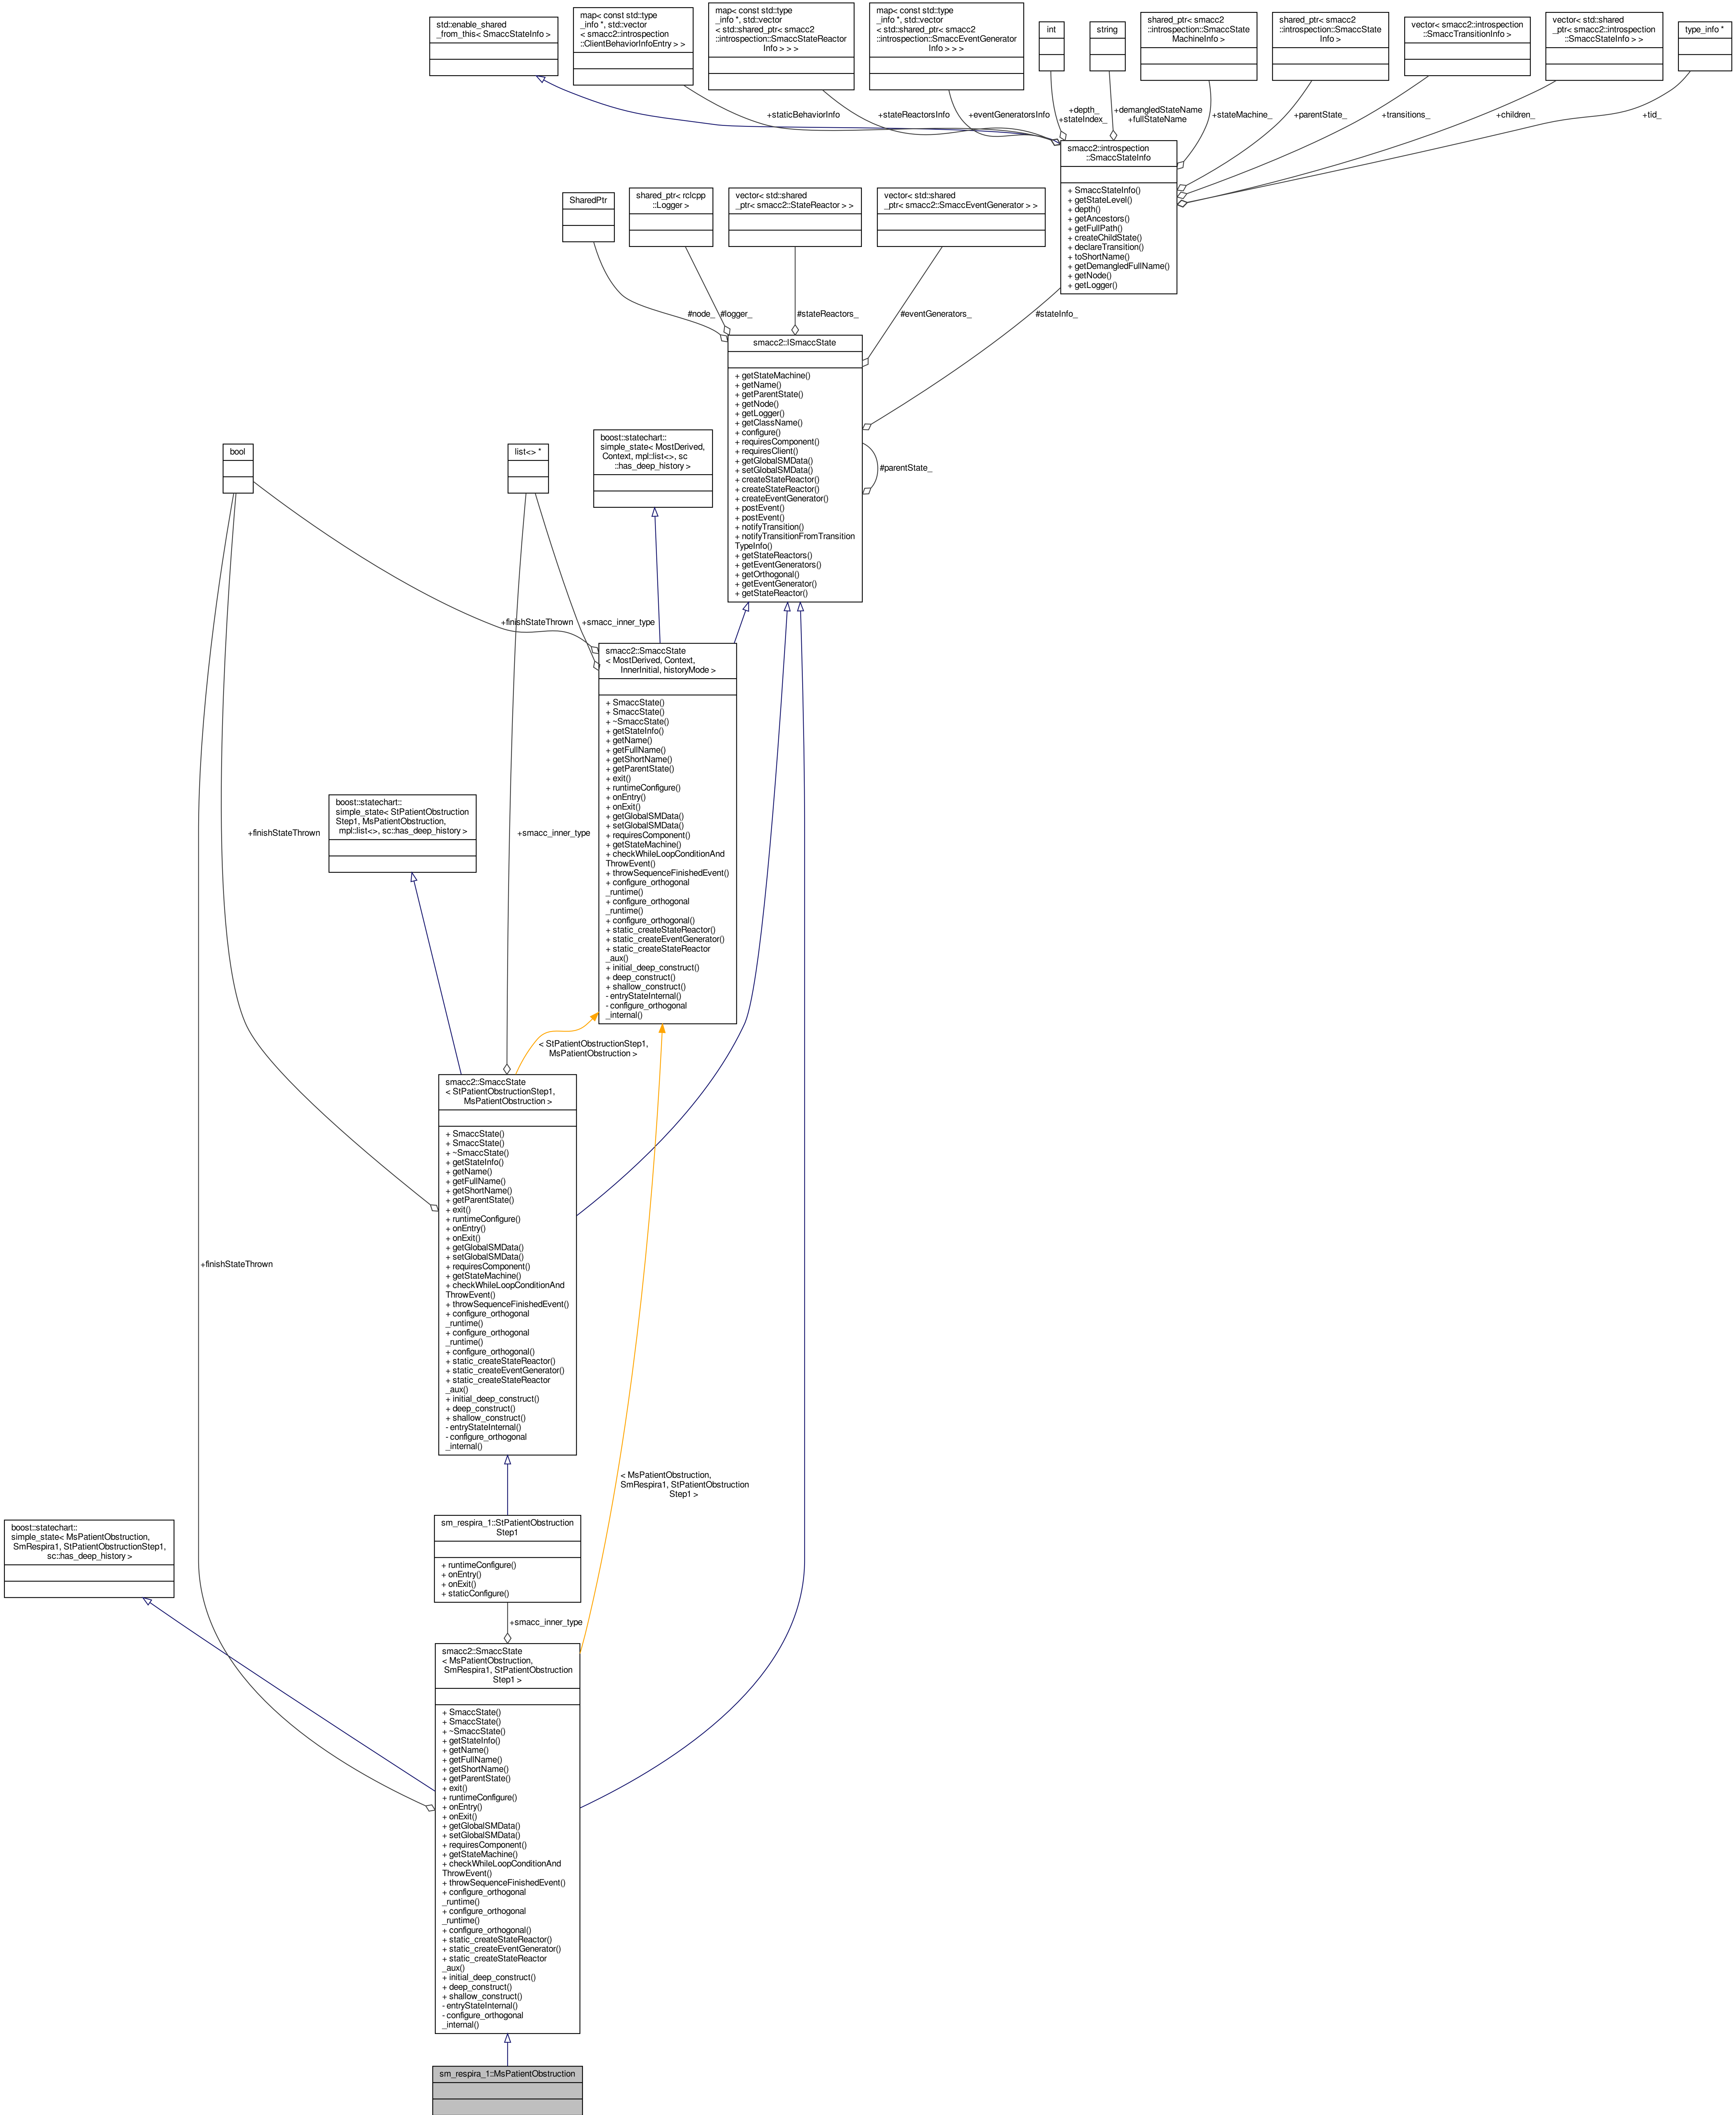 std::enable_shared
_from_this< SmaccStateInfo >
map< const std::type
_info *, std::vector
< smacc2::introspection
::ClientBehaviorInfoEntry > >
map< const std::type
_info *, std::vector
< std::shared_ptr< smacc2
::introspection::SmaccStateReactor
Info > > >
map< const std::type
_info *, std::vector
< std::shared_ptr< smacc2
::introspection::SmaccEventGenerator
Info > > >
int
string
shared_ptr< smacc2
::introspection::SmaccState
MachineInfo >
shared_ptr< smacc2
::introspection::SmaccState
Info >
vector< smacc2::introspection
::SmaccTransitionInfo >
vector< std::shared
_ptr< smacc2::introspection
::SmaccStateInfo > >
type_info *
+staticBehaviorInfo
+stateReactorsInfo
+eventGeneratorsInfo
+depth_
+stateIndex_
+demangledStateName
+fullStateName
+stateMachine_
+parentState_
+transitions_
+children_
+tid_
smacc2::introspection
::SmaccStateInfo
+ SmaccStateInfo()
+ getStateLevel()
+ depth()
+ getAncestors()
+ getFullPath()
+ createChildState()
+ declareTransition()
+ toShortName()
+ getDemangledFullName()
+ getNode()
+ getLogger()
SharedPtr
shared_ptr< rclcpp
::Logger >
vector< std::shared
_ptr< smacc2::StateReactor > >
vector< std::shared
_ptr< smacc2::SmaccEventGenerator > >
#node_
#logger_
#stateReactors_
#eventGenerators_
#stateInfo_
smacc2::ISmaccState
+ getStateMachine()
+ getName()
+ getParentState()
+ getNode()
+ getLogger()
+ getClassName()
+ configure()
+ requiresComponent()
+ requiresClient()
+ getGlobalSMData()
+ setGlobalSMData()
+ createStateReactor()
+ createStateReactor()
+ createEventGenerator()
+ postEvent()
+ postEvent()
+ notifyTransition()
+ notifyTransitionFromTransition
TypeInfo()
+ getStateReactors()
+ getEventGenerators()
+ getOrthogonal()
+ getEventGenerator()
+ getStateReactor()
#parentState_
bool
list<> *
boost::statechart::
simple_state< MostDerived,
Context, mpl::list<>, sc
::has_deep_history >
+finishStateThrown
+smacc_inner_type
smacc2::SmaccState
< MostDerived, Context,
InnerInitial, historyMode >
+ SmaccState()
+ SmaccState()
+ ~SmaccState()
+ getStateInfo()
+ getName()
+ getFullName()
+ getShortName()
+ getParentState()
+ exit()
+ runtimeConfigure()
+ onEntry()
+ onExit()
+ getGlobalSMData()
+ setGlobalSMData()
+ requiresComponent()
+ getStateMachine()
+ checkWhileLoopConditionAnd
ThrowEvent()
+ throwSequenceFinishedEvent()
+ configure_orthogonal
_runtime()
+ configure_orthogonal
_runtime()
+ configure_orthogonal()
+ static_createStateReactor()
+ static_createEventGenerator()
+ static_createStateReactor
_aux()
+ initial_deep_construct()
+ deep_construct()
+ shallow_construct()
- entryStateInternal()
- configure_orthogonal
_internal()
boost::statechart::
simple_state< StPatientObstruction
Step1, MsPatientObstruction,
mpl::list<>, sc::has_deep_history >
+finishStateThrown
+smacc_inner_type
< StPatientObstructionStep1,
MsPatientObstruction >
smacc2::SmaccState
< StPatientObstructionStep1,
MsPatientObstruction >
+ SmaccState()
+ SmaccState()
+ ~SmaccState()
+ getStateInfo()
+ getName()
+ getFullName()
+ getShortName()
+ getParentState()
+ exit()
+ runtimeConfigure()
+ onEntry()
+ onExit()
+ getGlobalSMData()
+ setGlobalSMData()
+ requiresComponent()
+ getStateMachine()
+ checkWhileLoopConditionAnd
ThrowEvent()
+ throwSequenceFinishedEvent()
+ configure_orthogonal
_runtime()
+ configure_orthogonal
_runtime()
+ configure_orthogonal()
+ static_createStateReactor()
+ static_createEventGenerator()
+ static_createStateReactor
_aux()
+ initial_deep_construct()
+ deep_construct()
+ shallow_construct()
- entryStateInternal()
- configure_orthogonal
_internal()
+finishStateThrown
< MsPatientObstruction,
SmRespira1, StPatientObstruction
Step1 >
boost::statechart::
simple_state< MsPatientObstruction,
SmRespira1, StPatientObstructionStep1,
sc::has_deep_history >
sm_respira_1::StPatientObstruction
Step1
+ runtimeConfigure()
+ onEntry()
+ onExit()
+ staticConfigure()
+smacc_inner_type
smacc2::SmaccState
< MsPatientObstruction,
SmRespira1, StPatientObstruction
Step1 >
+ SmaccState()
+ SmaccState()
+ ~SmaccState()
+ getStateInfo()
+ getName()
+ getFullName()
+ getShortName()
+ getParentState()
+ exit()
+ runtimeConfigure()
+ onEntry()
+ onExit()
+ getGlobalSMData()
+ setGlobalSMData()
+ requiresComponent()
+ getStateMachine()
+ checkWhileLoopConditionAnd
ThrowEvent()
+ throwSequenceFinishedEvent()
+ configure_orthogonal
_runtime()
+ configure_orthogonal
_runtime()
+ configure_orthogonal()
+ static_createStateReactor()
+ static_createEventGenerator()
+ static_createStateReactor
_aux()
+ initial_deep_construct()
+ deep_construct()
+ shallow_construct()
- entryStateInternal()
- configure_orthogonal
_internal()
sm_respira_1::MsPatientObstruction